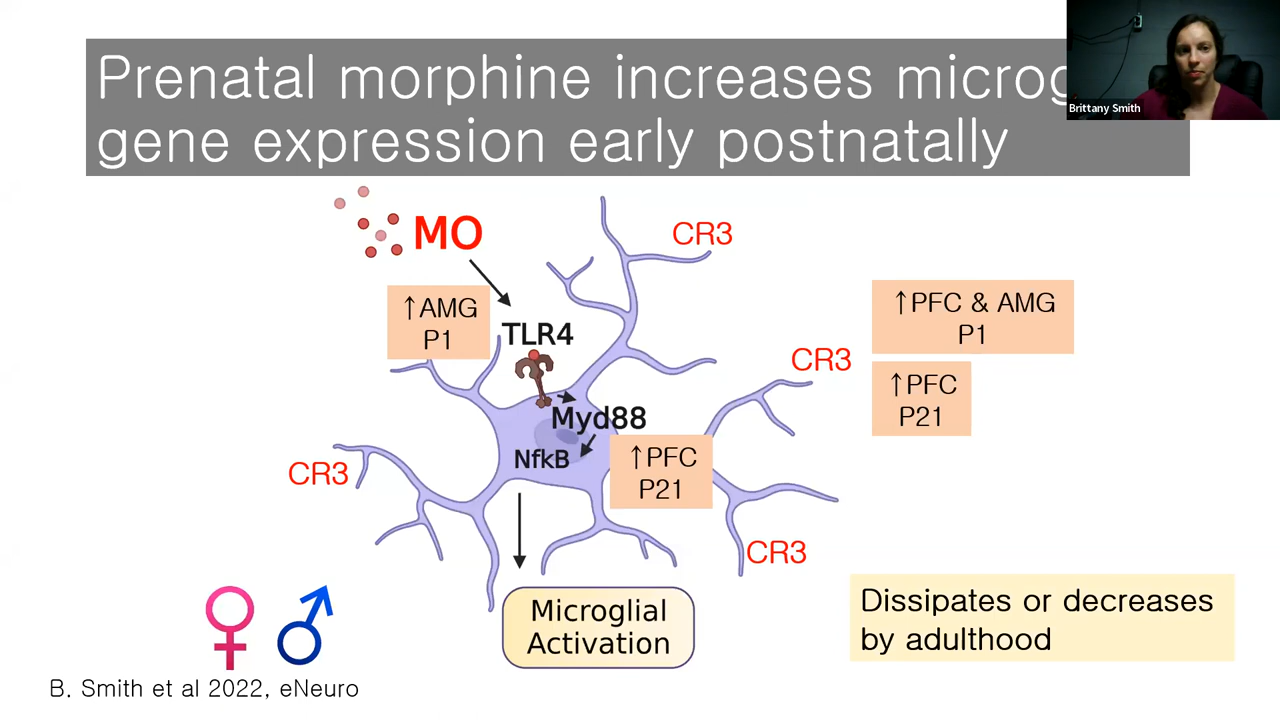 Prenatal morphine increases
gene expression early postnatally
Brittany Smith
MO
CR3
↑AMG
P1
TLR4
↑PFC & AMG
P1
CR3
↑PFC
P21
Myd88
NfkB
↑PFC
P21
CR3
CR3
Microglial
Activation
Dissipates or decreases
by adulthood
B. Smith et al 2022, eNeuro